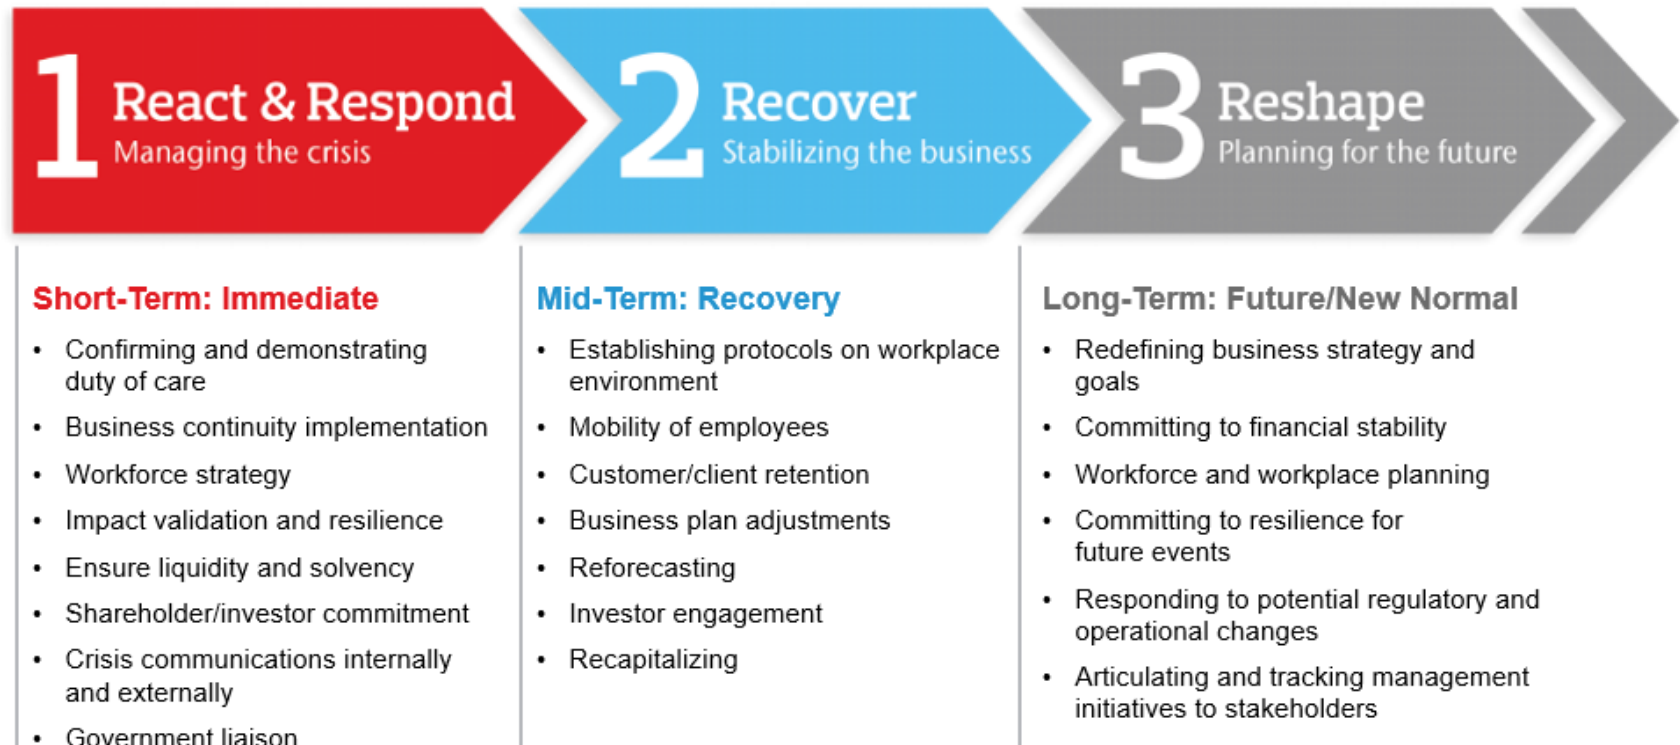 1 React & Respond
Managing the crisis
2 Recover
Stabilizing the business
3 Reshape
Planning for the future
Short-Term: Immediate
• Confirming and demonstrating
duty of care
• Business continuity implementation
• Workforce strategy
• Impact validation and resilience
• Ensure liquidity and solvency
• Shareholder/investor commitment
• Crisis communications internally
and externally
• Government liaison
Mid-Term: Recovery
• Establishing protocols on workplace
environment
• Mobility of employees
• Customer/client retention
• Business plan adjustments
• Reforecasting
• Investor engagement
• Recapitalizing
Long-Term: Future/New Normal
• Redefining business strategy and
goals
• Committing to financial stability
• Workforce and workplace planning
• Committing to resilience for
future events
• Responding to potential regulatory and
operational changes
• Articulating and tracking management
initiatives to stakeholders